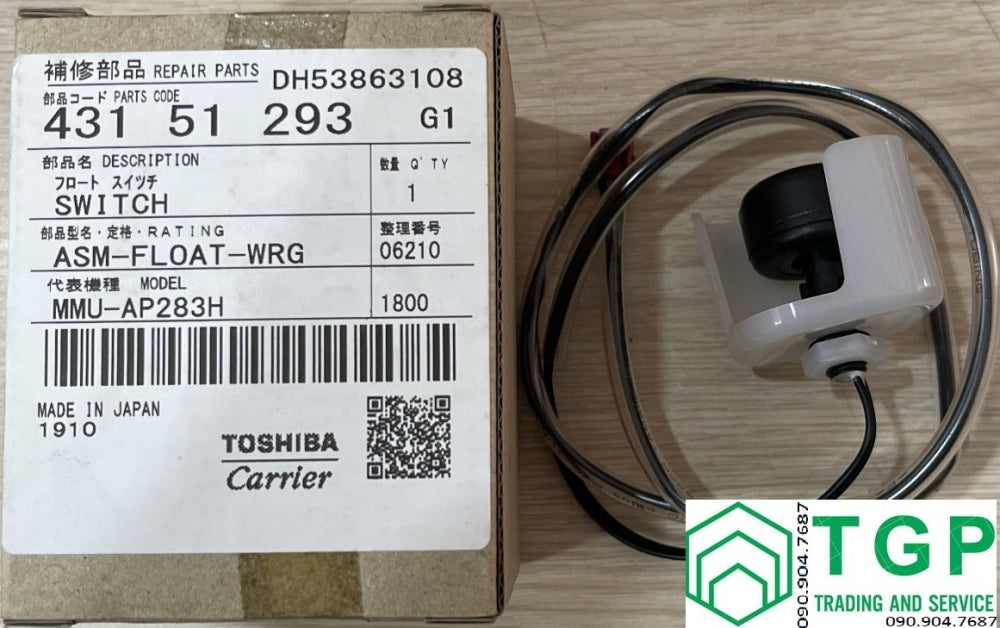 補修部品 REPAIR PARTS DH53863108
部品コード PARTS CODE
431 51 293 G1
部品名 DESCRIPTION 数量 Q'TY
フロート スイッチ
SWITCH 1
部品型名・定格・RATING 整理番号
ASM-FLOAT-WRG 06210
代表機種 MODEL
MMU-AP283H 1800
MADE IN JAPAN
1910
TOSHIBA
Carrier
TGP
TRADING AND SERVICE
090.904.7687
090.904.7687